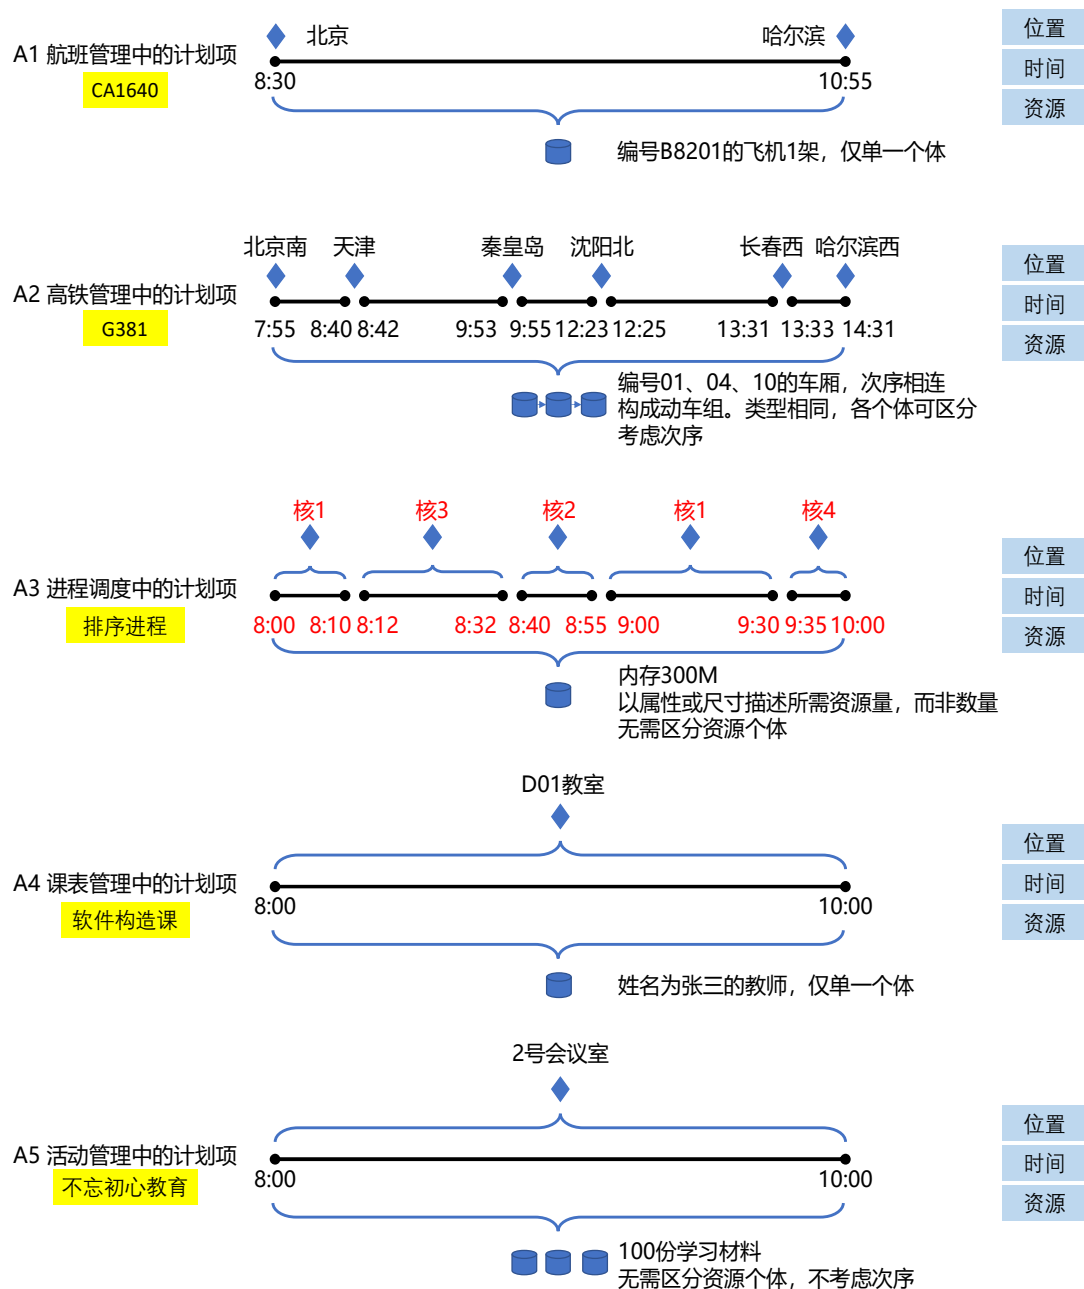 北京
哈尔滨
位置
A1 航班管理中的计划项
时间
CA1640
8:30
10:55
资源
编号B8201的飞机1架，仅单一个体
北京南
天津
秦皇岛
沈阳北
长春西
哈尔滨西
位置
A2 高铁管理中的计划项
时间
G381
7:55 8:40 8:42 9:53 9:55 12:23 12:25 13:31 13:33 14:31
资源
编号01、04、10的车厢，次序相连
构成动车组。类型相同，各个体可区分
考虑次序
核1 核3 核2 核1 核4
位置
A3 进程调度中的计划项
时间
排序进程
8:00 8:10 8:12 8:32 8:40 8:55 9:00 9:30 9:35 10:00
资源
内存300M
以属性或尺寸描述所需资源量，而非数量
无需区分资源个体
D01教室
位置
A4 课表管理中的计划项
时间
软件构造课
8:00
10:00
资源
姓名为张三的教师，仅单一个体
2号会议室
位置
A5 活动管理中的计划项
时间
不忘初心教育
8:00
10:00
资源
100份学习材料
无需区分资源个体，不考虑次序